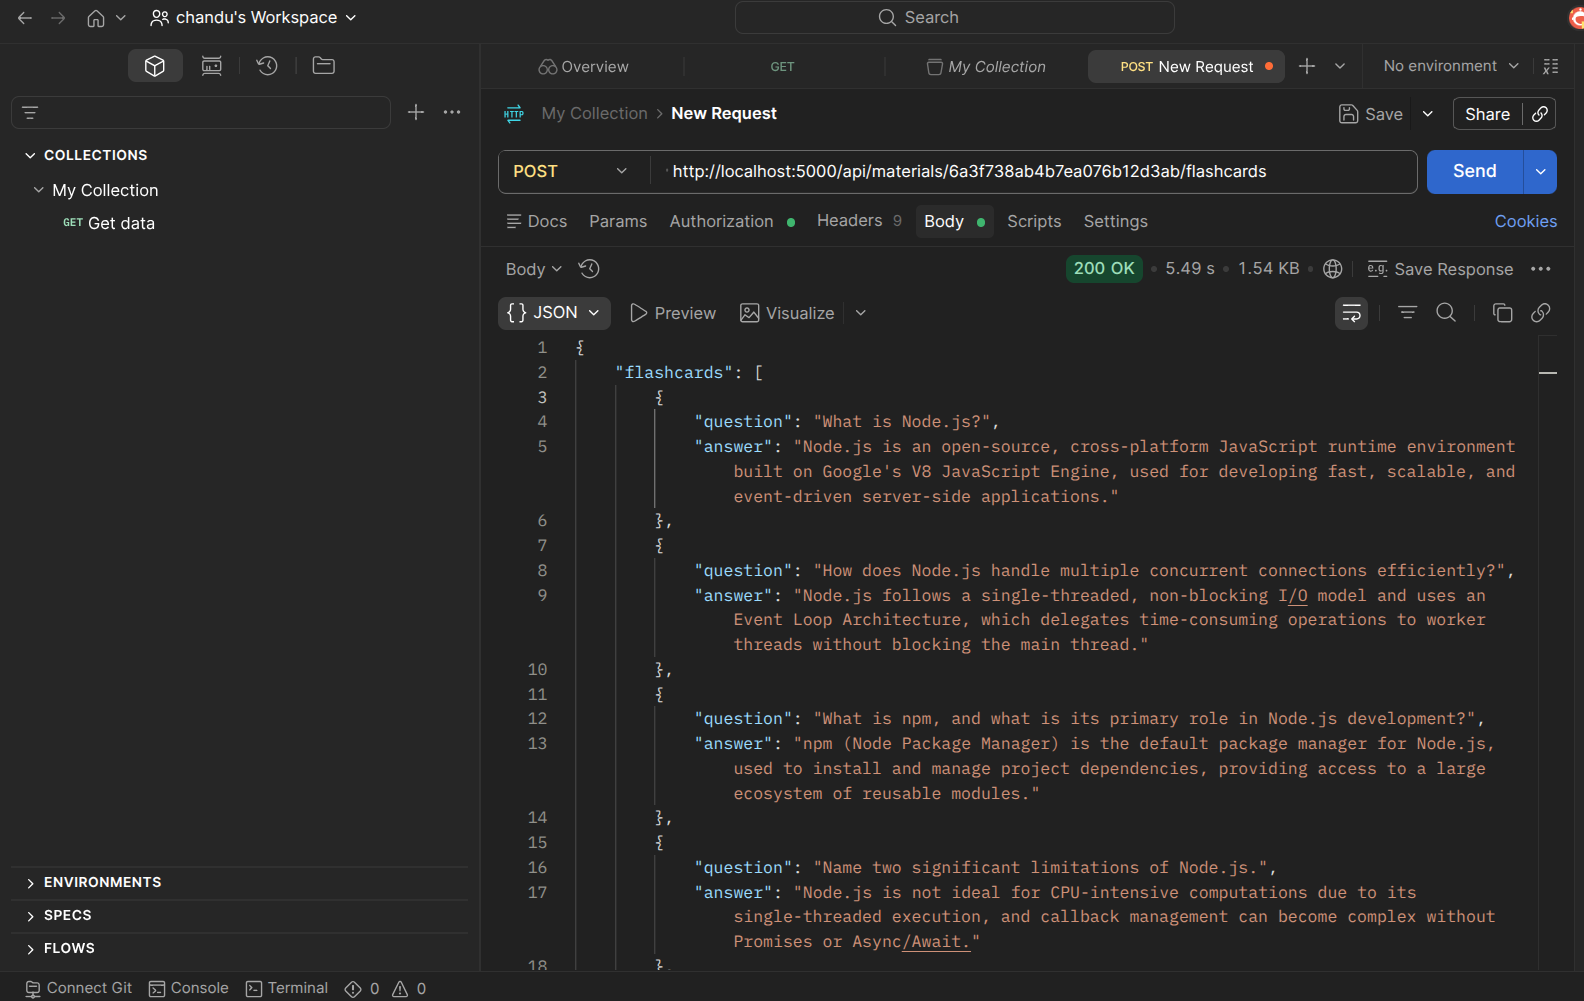 chandu's Workspace
Search
Overview
GET
My Collection
POST New Request
No environment
COLLECTIONS
My Collection
GET Get data
ENVIRONMENTS
SPECS
FLOWS
HTTP
My Collection > New Request
Save
Share
POST
http://localhost:5000/api/materials/6a3f738ab4b7ea076b12d3ab/flashcards
Send
Docs
Params
Authorization
Headers 9
Body
Scripts
Settings
Cookies
Body
200 OK
5.49 s
1.54 KB
e.g. Save Response
{} JSON
Preview
Visualize
1 {
2 "flashcards": [
3 {
4 "question": "What is Node.js?",
5 "answer": "Node.js is an open-source, cross-platform JavaScript runtime environment
built on Google's V8 JavaScript Engine, used for developing fast, scalable, and
event-driven server-side applications."
6 },
7 {
8 "question": "How does Node.js handle multiple concurrent connections efficiently?",
9 "answer": "Node.js follows a single-threaded, non-blocking I/O model and uses an
Event Loop Architecture, which delegates time-consuming operations to worker
threads without blocking the main thread."
10 },
11 {
12 "question": "What is npm, and what is its primary role in Node.js development?",
13 "answer": "npm (Node Package Manager) is the default package manager for Node.js,
used to install and manage project dependencies, providing access to a large
ecosystem of reusable modules."
14 },
15 {
16 "question": "Name two significant limitations of Node.js.",
17 "answer": "Node.js is not ideal for CPU-intensive computations due to its
single-threaded execution, and callback management can become complex without
Promises or Async/Await."
18 },
Connect Git
Console
Terminal
0
0